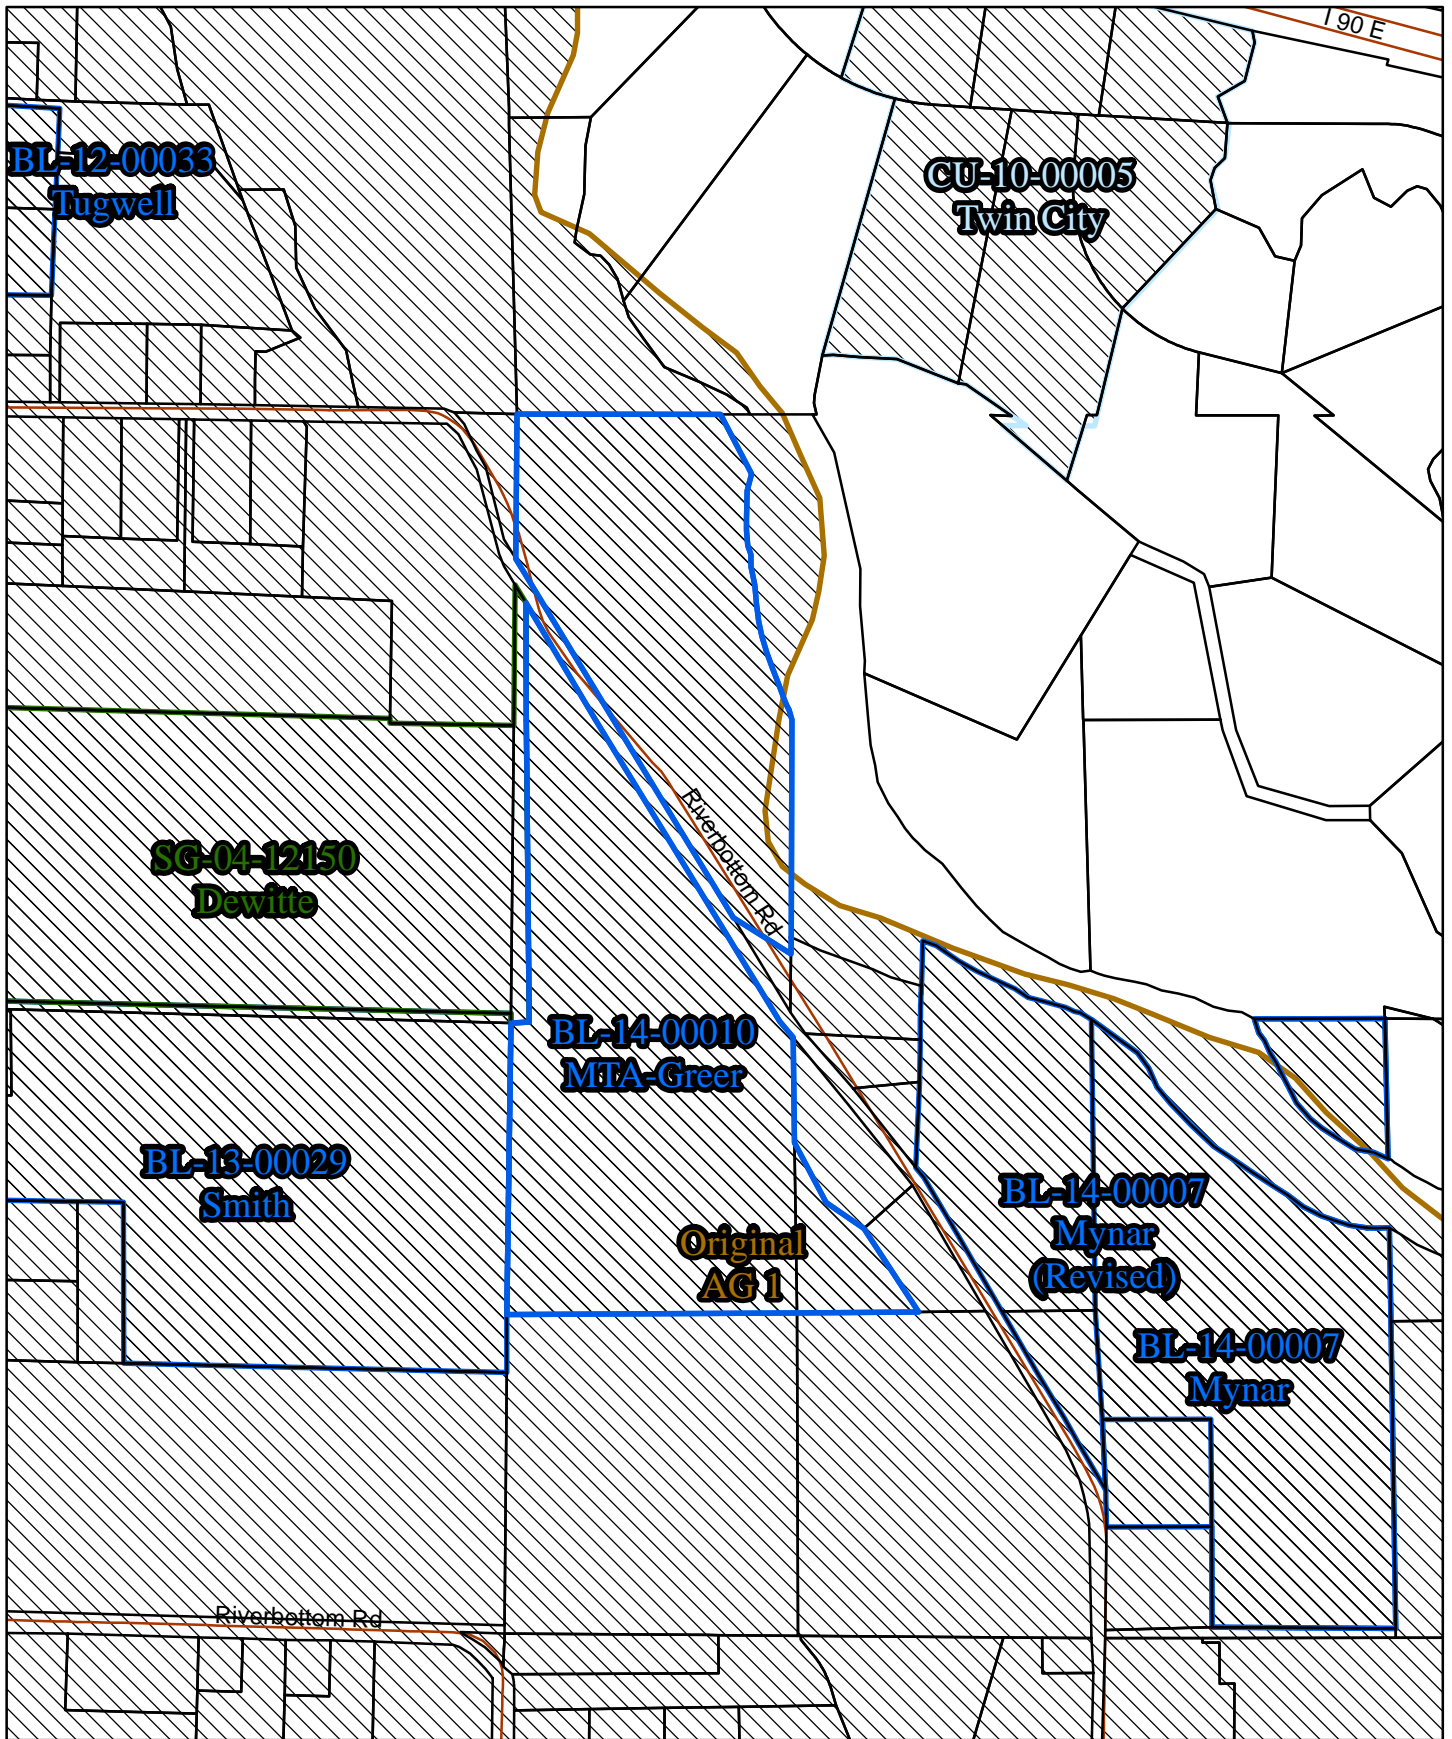 I 90 E
BL-12-00033
Tugwell
CU-10-00005
Twin City
Riverbottom Rd
SG-04-12150
Dewitte
BL-14-00010
MTA-Greer
BL-13-00029
Smith
BL-14-00007
Mynar
(Revised)
Original
AG 1
BL-14-00007
Mynar
Riverbottom Rd